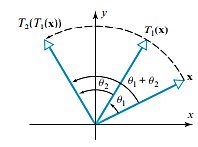 T₂(T₁(x))
y
T₁(x)
θ₁ + θ₂
x
θ₂
θ₁
x